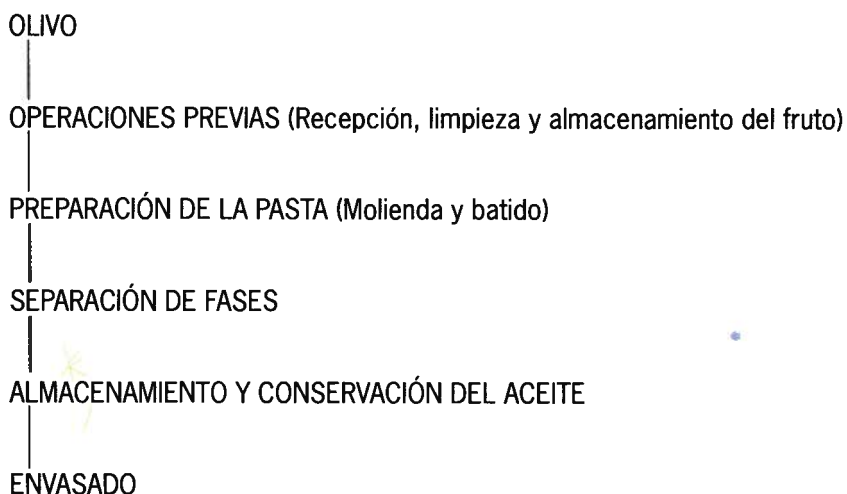 OLIVO
OPERACIONES PREVIAS (Recepción, limpieza y almacenamiento del fruto)
PREPARACIÓN DE LA PASTA (Molienda y batido)
SEPARACIÓN DE FASES
ALMACENAMIENTO Y CONSERVACIÓN DEL ACEITE
ENVASADO